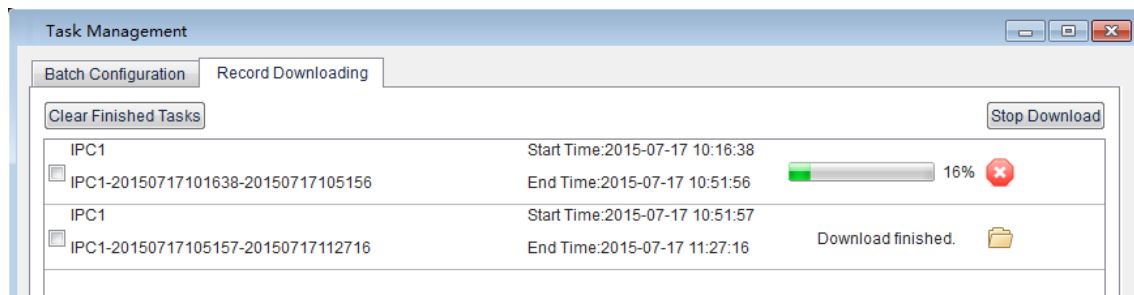 Task Management
Batch Configuration Record Downloading
Clear Finished Tasks Stop Download
IPC1 Start Time:2015-07-17 10:16:38
IPC1-20150717101638-20150717105156 End Time:2015-07-17 10:51:56 16%
IPC1 Start Time:2015-07-17 10:51:57
IPC1-20150717105157-20150717112716 End Time:2015-07-17 11:27:16 Download finished.